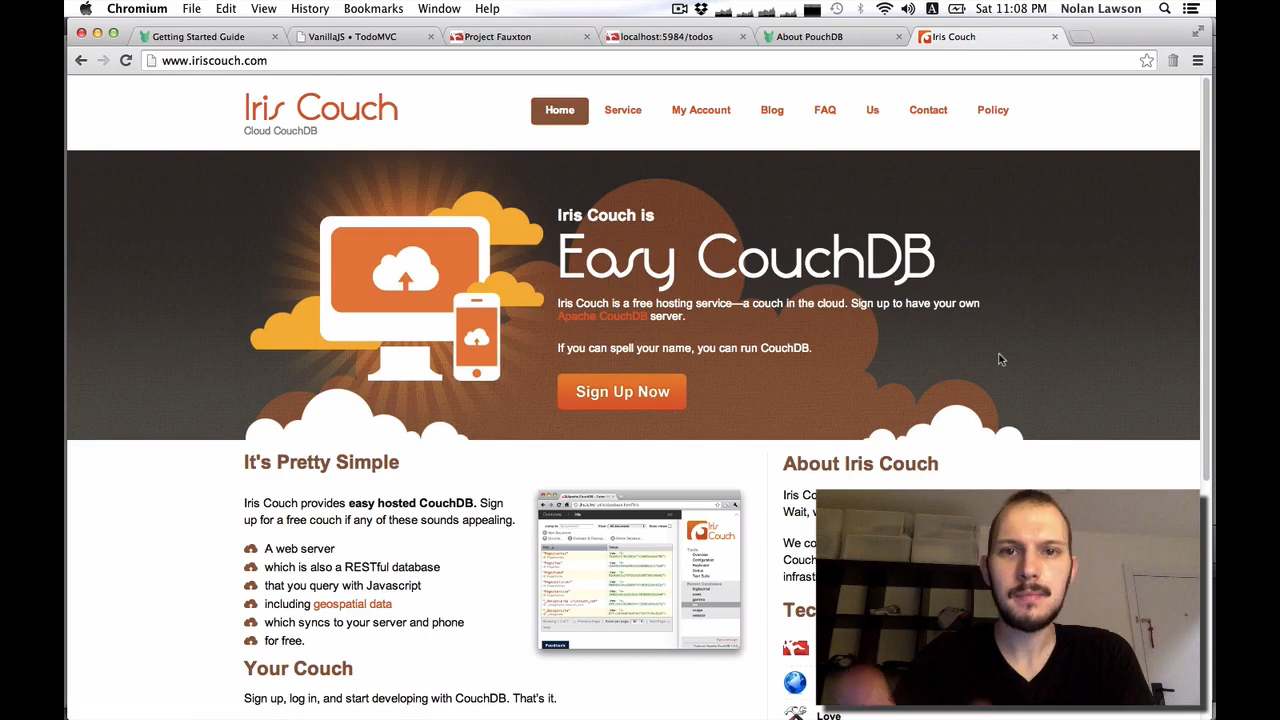 Chromium File Edit View History Bookmarks Window Help
Sat 11:08 PM Nolan Lawson
Getting Started Guide
VanillaJS • TodoMVC
Project Fauxton
localhost:5984/todos
About PouchDB
Iris Couch
www.iriscouch.com
Iris Couch
Cloud CouchDB
Home Service My Account Blog FAQ Us Contact Policy
Iris Couch is
Easy CouchDB
Iris Couch is a free hosting service—a couch in the cloud. Sign up to have your own
Apache CouchDB server.
If you can spell your name, you can run CouchDB.
Sign Up Now
It's Pretty Simple
Iris Couch provides easy hosted CouchDB. Sign
up for a free couch if any of these sounds appealing.
A web server
which is also a RESTful database
that you query with Javascript
including geospatial data
which syncs to your server and phone
for free.
Iris
Couch
Feedback
Your Couch
Sign up, log in, and start developing with CouchDB. That's it.
About Iris Couch
Iris
Wait,
We
Couch
Love